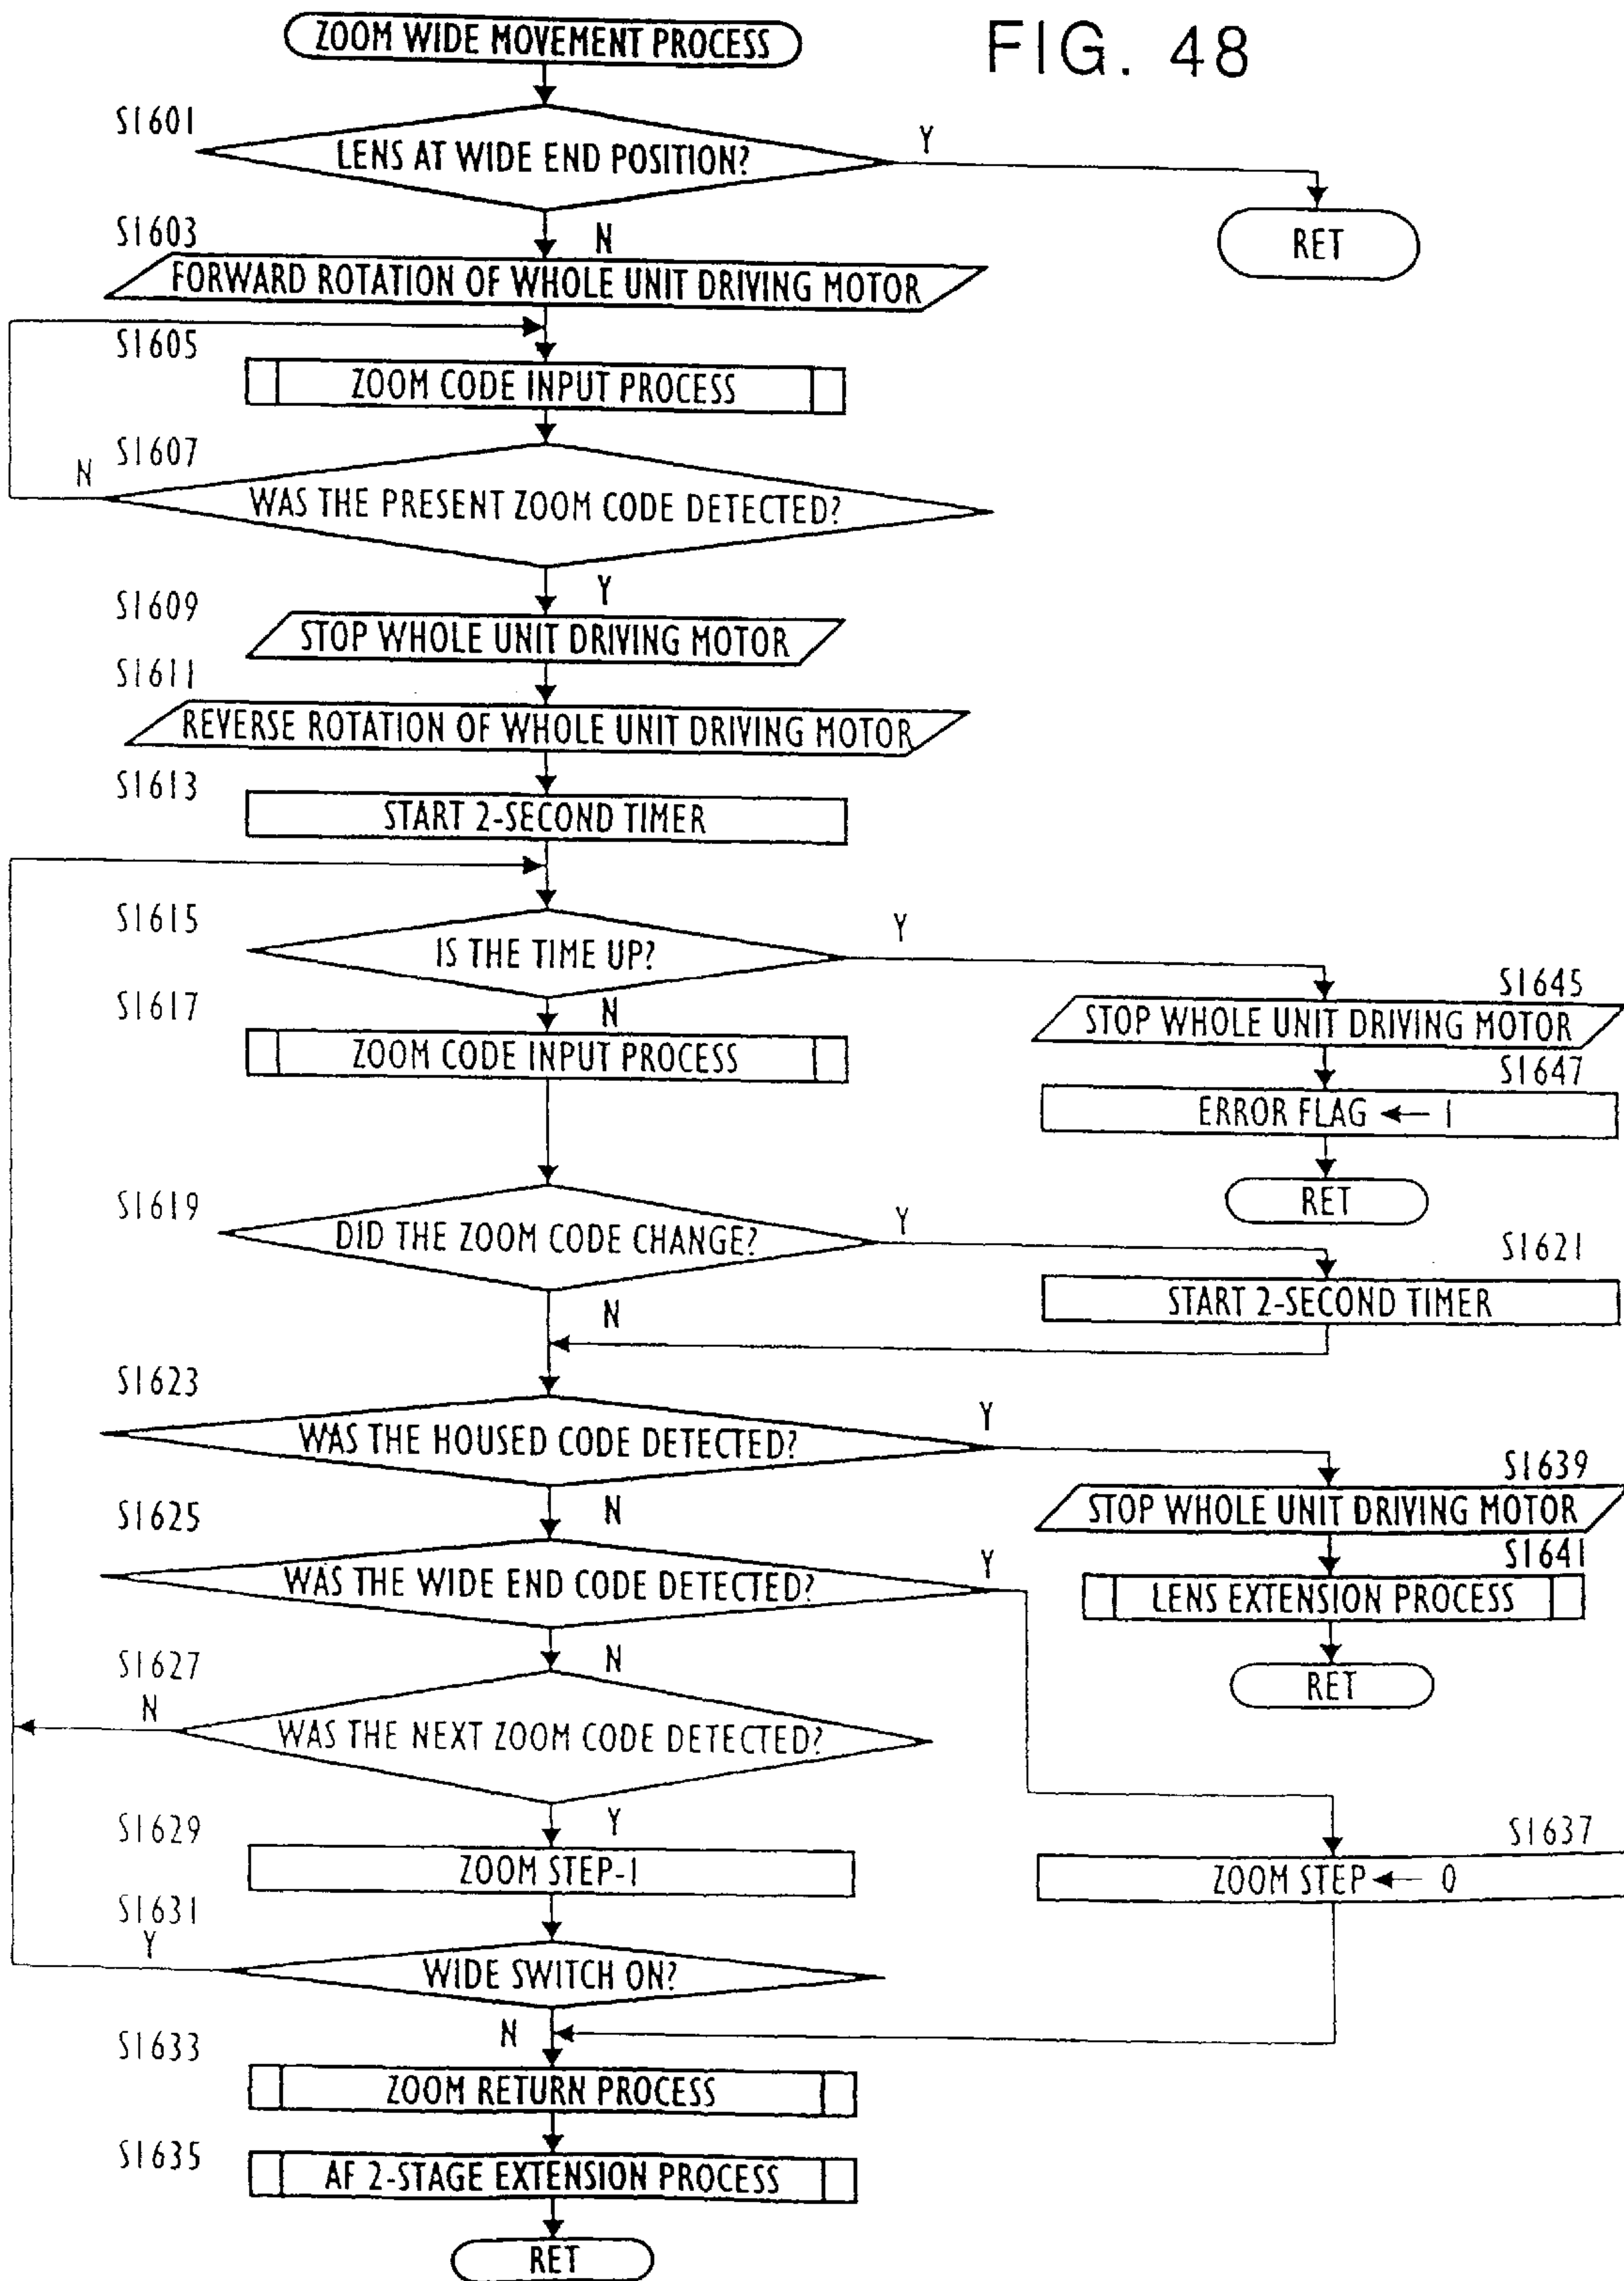 FIG. 48
ZOOM WIDE MOVEMENT PROCESS
S1601
LENS AT WIDE END POSITION?
Y
RET
N
S1603
FORWARD ROTATION OF WHOLE UNIT DRIVING MOTOR
S1605
ZOOM CODE INPUT PROCESS
S1607
N
WAS THE PRESENT ZOOM CODE DETECTED?
Y
S1609
STOP WHOLE UNIT DRIVING MOTOR
S1611
REVERSE ROTATION OF WHOLE UNIT DRIVING MOTOR
S1613
START 2-SECOND TIMER
S1615
IS THE TIME UP?
Y
N
S1645
STOP WHOLE UNIT DRIVING MOTOR
S1647
ERROR FLAG ← 1
RET
S1617
ZOOM CODE INPUT PROCESS
S1619
DID THE ZOOM CODE CHANGE?
Y
S1621
START 2-SECOND TIMER
N
S1623
WAS THE HOUSED CODE DETECTED?
Y
S1639
STOP WHOLE UNIT DRIVING MOTOR
S1641
LENS EXTENSION PROCESS
RET
N
S1625
WAS THE WIDE END CODE DETECTED?
Y
N
S1627
N
WAS THE NEXT ZOOM CODE DETECTED?
Y
S1629
ZOOM STEP-1
S1637
ZOOM STEP ← 0
S1631
Y
WIDE SWITCH ON?
N
S1633
ZOOM RETURN PROCESS
S1635
AF 2-STAGE EXTENSION PROCESS
RET